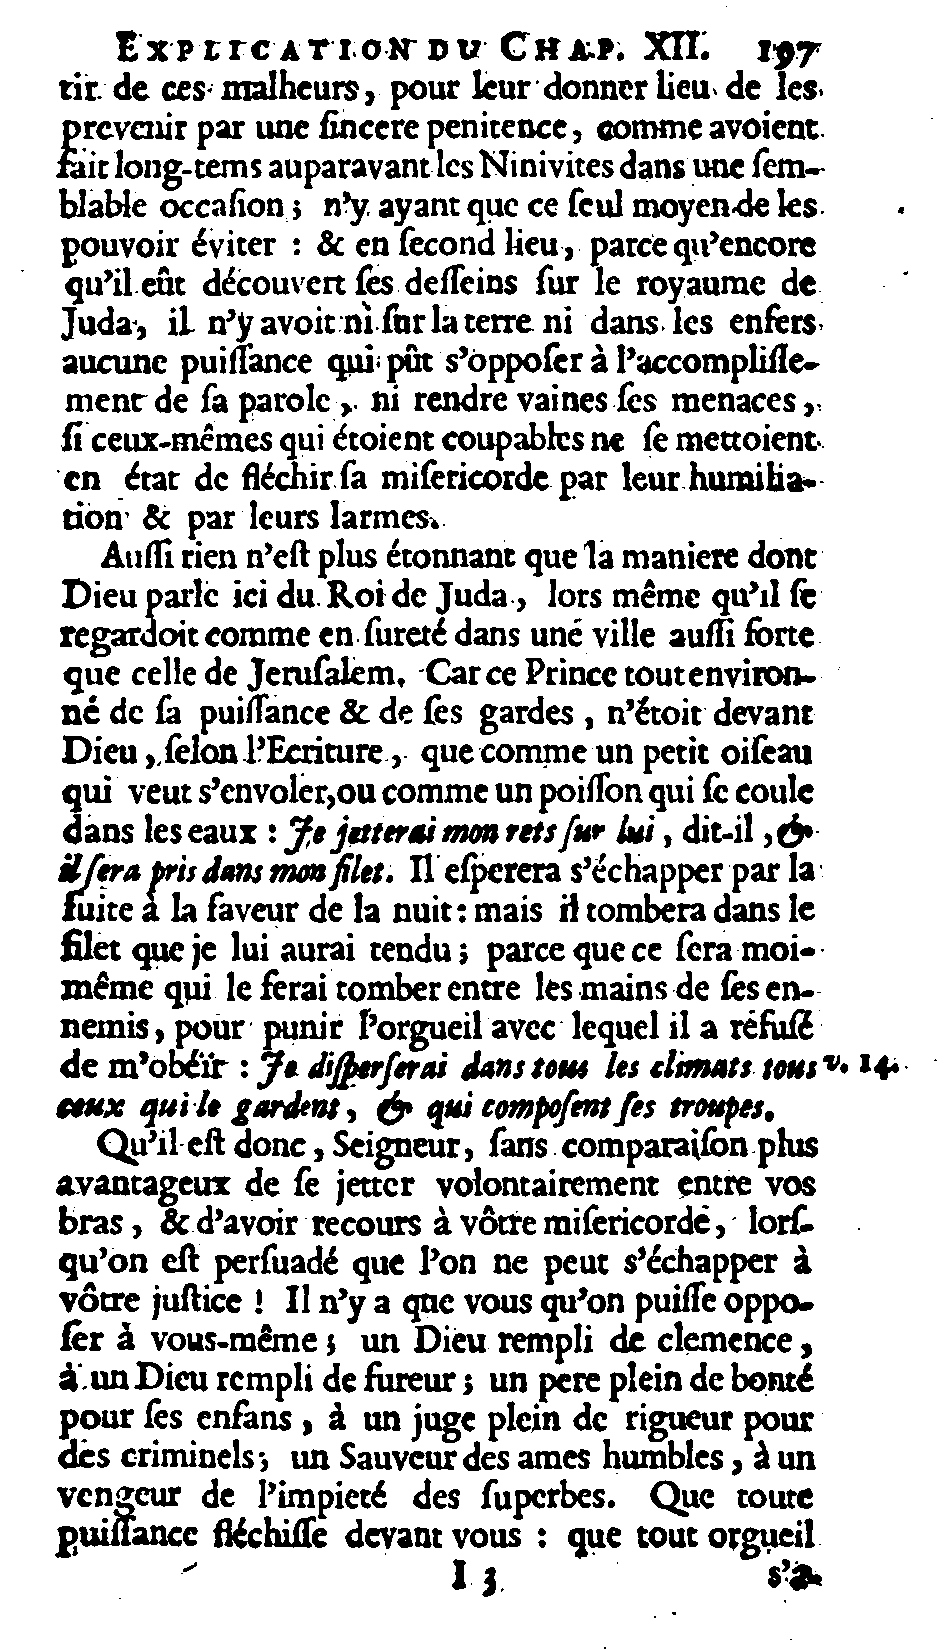 EXPLICATION DU CHAP. XII. 197
tir de ces malheurs, pour leur donner lieu de les
prevenir par une ſincere penitence, comme avoient
fait long-tems auparavant les Ninivites dans une ſem-
blable occaſion ; n'y ayant que ce ſeul moyen de les
pouvoir éviter : & en ſecond lieu, parce qu'encore
qu'il eût découvert ſes deſſeins ſur le royaume de
Juda, il n'y avoit ni ſur la terre ni dans les enfers
aucune puiſſance qui pût s'oppoſer à l'accompliſſe-
ment de ſa parole, ni rendre vaines ſes menaces,
ſi ceux-mêmes qui étoient coupables ne ſe mettoient
en état de fléchir ſa miſericorde par leur humilia-
tion & par leurs larmes.
Auſſi rien n'eſt plus étonnant que la maniere dont
Dieu parle ici du Roi de Juda, lors même qu'il ſe
regardoit comme en ſureté dans une ville auſſi forte
que celle de Jeruſalem. Car ce Prince tout environ-
né de ſa puiſſance & de ſes gardes, n'étoit devant
Dieu, ſelon l'Ecriture, que comme un petit oiſeau
qui veut s'envoler, ou comme un poiſſon qui ſe coule
dans les eaux : Je jetterai mon rets ſur lui, dit-il, &
il ſera pris dans mon filet. Il eſperera s'échapper par la
fuite à la faveur de la nuit : mais il tombera dans le
filet que je lui aurai tendu ; parce que ce ſera moi-
même qui le ferai tomber entre les mains de ſes en-
nemis, pour punir l'orgueil avec lequel il a refuſé
de m'obéïr : Je diſperſerai dans tous les climats tous v. 14.
ceux qui le gardent, & qui compoſent ſes troupes.
Qu'il eſt donc, Seigneur, ſans comparaiſon plus
avantageux de ſe jetter volontairement entre vos
bras, & d'avoir recours à vôtre miſericorde, lorſ-
qu'on eſt perſuadé que l'on ne peut s'échapper à
vôtre juſtice ! Il n'y a que vous qu'on puiſſe oppo-
ſer à vous-même ; un Dieu rempli de clemence,
à un Dieu rempli de fureur ; un pere plein de bonté
pour ſes enfans, à un juge plein de rigueur pour
des criminels ; un Sauveur des ames humbles, à un
vengeur de l'impieté des ſuperbes. Que toute
puiſſance fléchiſſe devant vous : que tout orgueil
I 3 s'a-